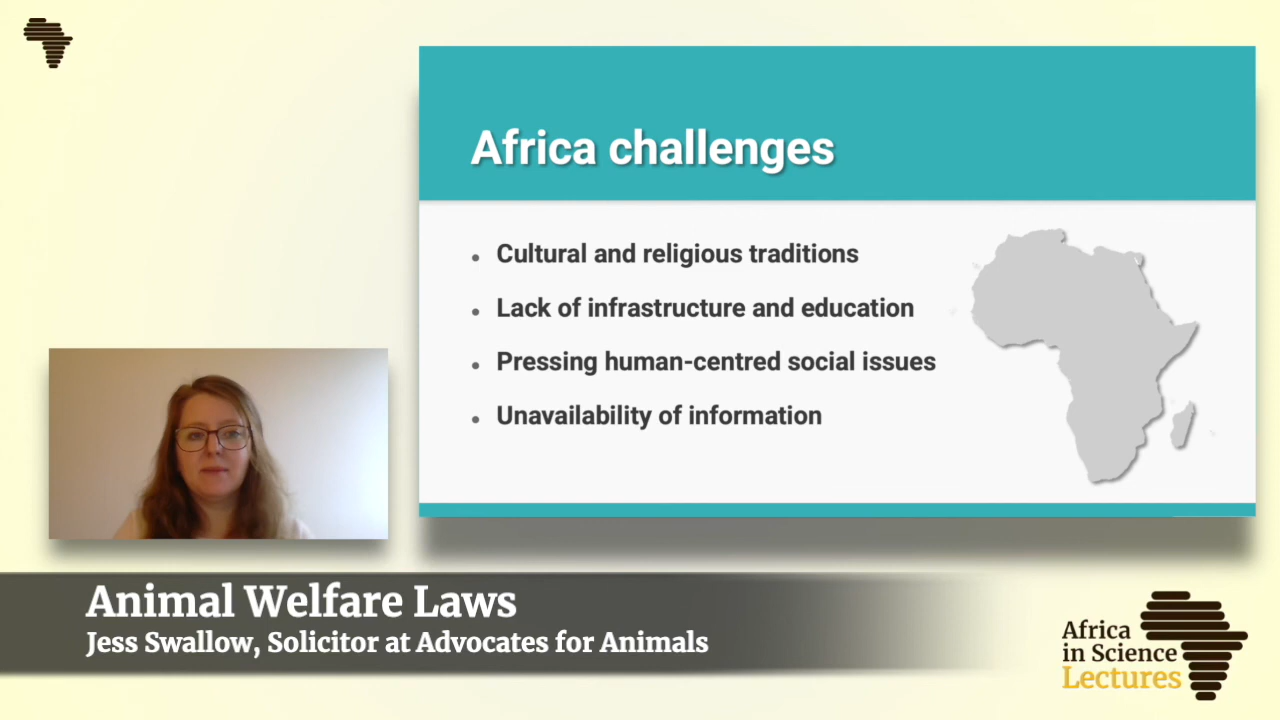 Africa challenges
Cultural and religious traditions
Lack of infrastructure and education
Pressing human-centred social issues
Unavailability of information
Animal Welfare Laws
Jess Swallow, Solicitor at Advocates for Animals
Africa
in Science
Lectures